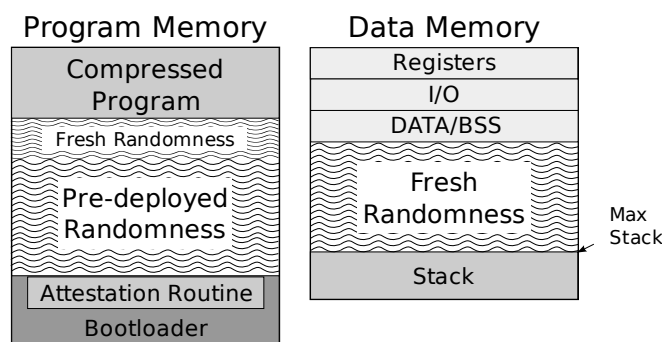 Program Memory
Compressed
Program
Fresh Randomness
Pre-deployed
Randomness
Attestation Routine
Bootloader
Data Memory
Registers
I/O
DATA/BSS
Fresh
Randomness
Stack
Max
Stack